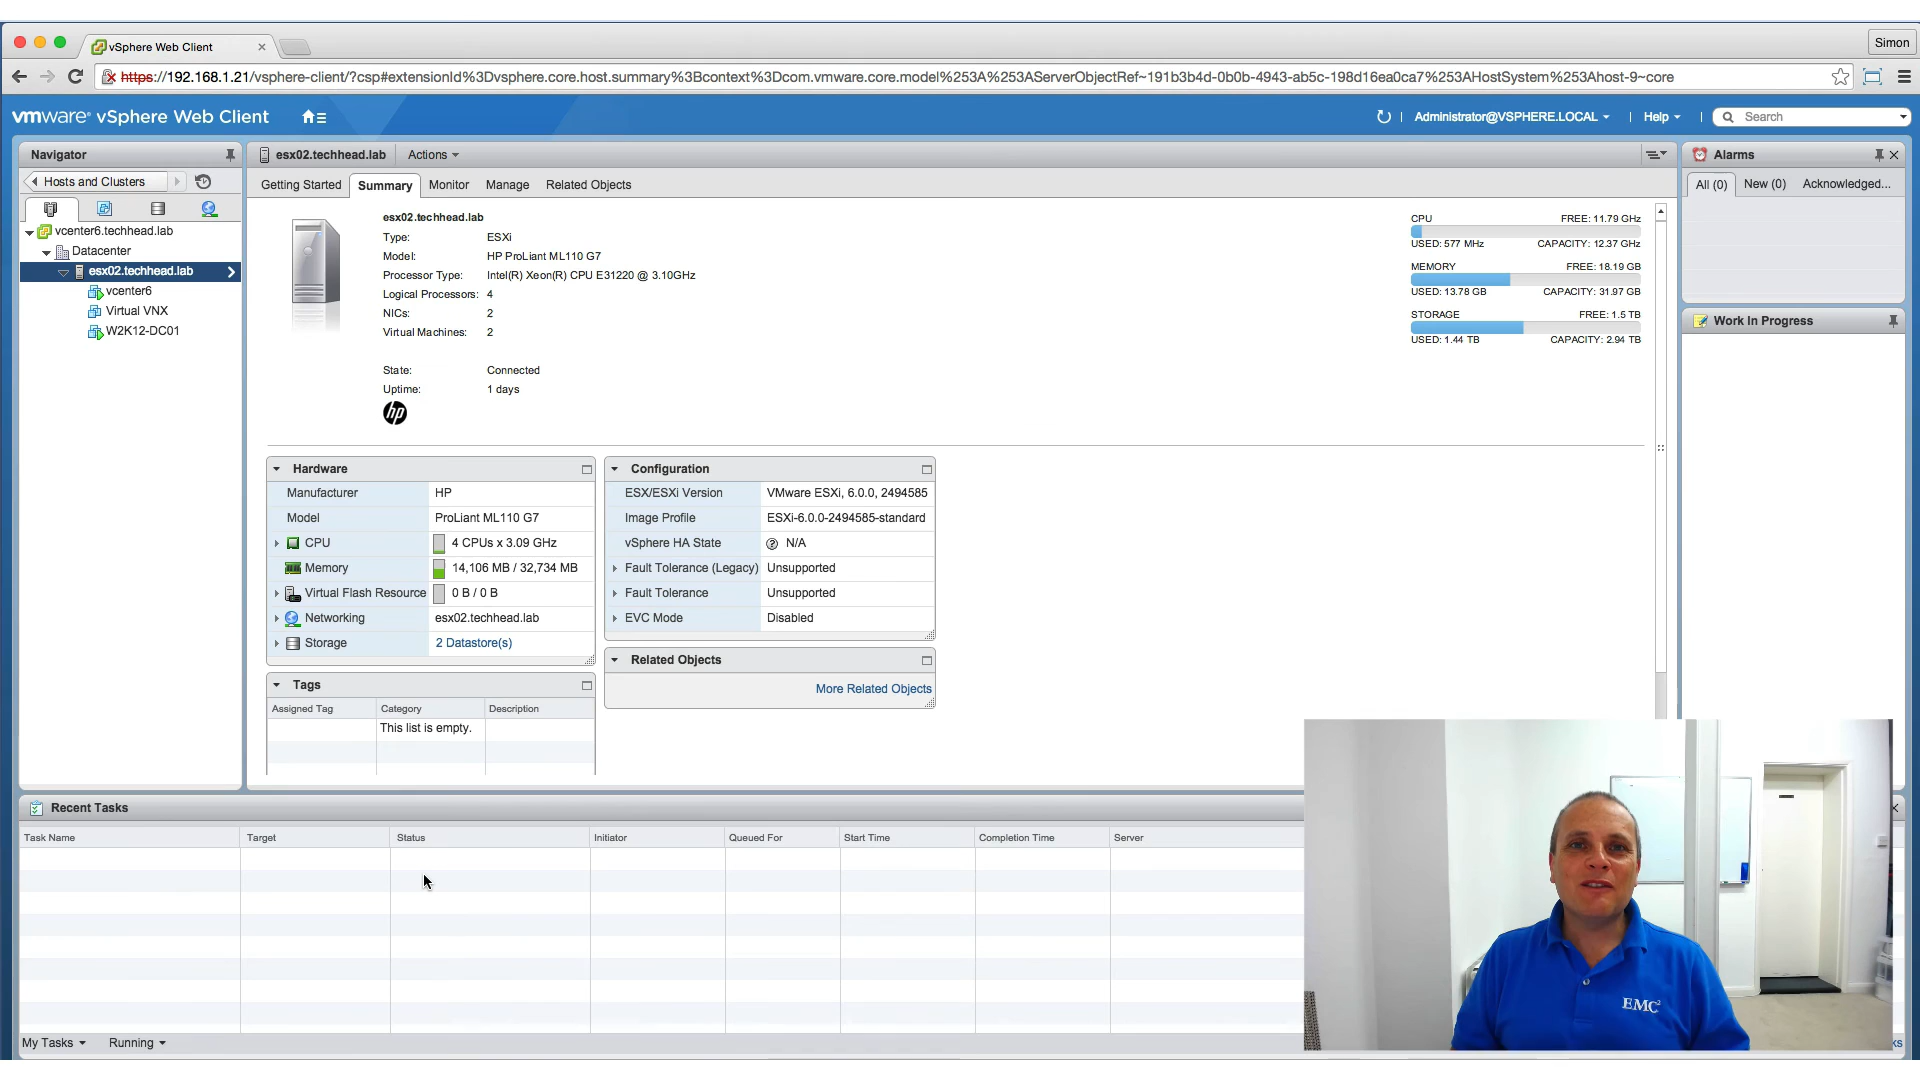 vSphere Web Client
Simon
https://192.168.1.21/vsphere-client/?csp#extensionId%3Dvsphere.core.host.summary%3Bcontext%3Dcom.vmware.core.model%253A%253AServerObjectRef~191b3b4d-0b0b-4943-ab5c-198d16ea0ca7%253AHostSystem%253Ahost-9~core
vmware® vSphere Web Client
Administrator@VSPHERE.LOCAL
Help
Search
Navigator
Hosts and Clusters
vcenter6.techhead.lab
Datacenter
esx02.techhead.lab
vcenter6
Virtual VNX
W2K12-DC01
esx02.techhead.lab
Actions
Getting Started
Summary
Monitor
Manage
Related Objects
esx02.techhead.lab
Type: ESXi
Model: HP ProLiant ML110 G7
Processor Type: Intel(R) Xeon(R) CPU E31220 @ 3.10GHz
Logical Processors: 4
NICs: 2
Virtual Machines: 2
State: Connected
Uptime: 1 days
hp
CPU FREE: 11.79 GHz
USED: 577 MHz CAPACITY: 12.37 GHz
MEMORY FREE: 18.19 GB
USED: 13.78 GB CAPACITY: 31.97 GB
STORAGE FREE: 1.5 TB
USED: 1.44 TB CAPACITY: 2.94 TB
Hardware
Manufacturer HP
Model ProLiant ML110 G7
CPU 4 CPUs x 3.09 GHz
Memory 14,106 MB / 32,734 MB
Virtual Flash Resource 0 B / 0 B
Networking esx02.techhead.lab
Storage 2 Datastore(s)
Configuration
ESX/ESXi Version VMware ESXi, 6.0.0, 2494585
Image Profile ESXi-6.0.0-2494585-standard
vSphere HA State N/A
Fault Tolerance (Legacy) Unsupported
Fault Tolerance Unsupported
EVC Mode Disabled
Related Objects
More Related Objects
Tags
Assigned Tag Category Description
This list is empty.
Alarms
All (0) New (0) Acknowledged...
Work In Progress
Recent Tasks
Task Name Target Status Initiator Queued For Start Time Completion Time Server
My Tasks Running
EMC²
ks